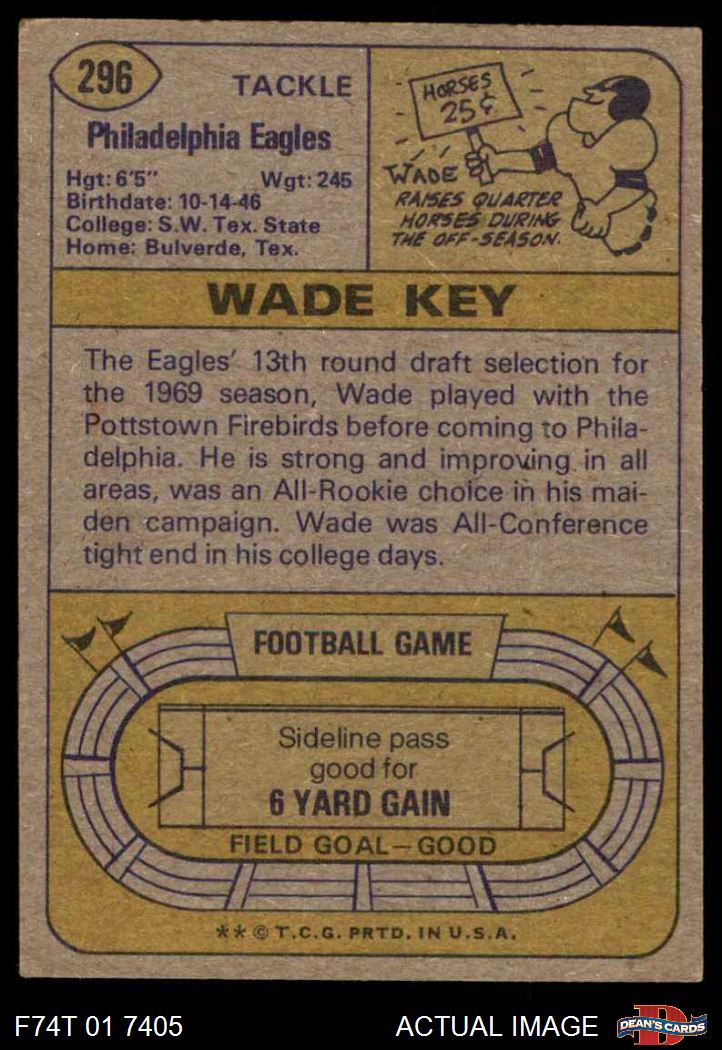 296
TACKLE
Philadelphia Eagles
Hgt: 6'5" Wgt: 245
Birthdate: 10-14-46
College: S.W. Tex. State
Home: Bulverde, Tex.
HORSES
25¢
WADE
RAISES QUARTER
HORSES DURING
THE OFF-SEASON.
WADE KEY
The Eagles' 13th round draft selection for
the 1969 season, Wade played with the
Pottstown Firebirds before coming to Phila-
delphia. He is strong and improving in all
areas, was an All-Rookie choice in his mai-
den campaign. Wade was All-Conference
tight end in his college days.
FOOTBALL GAME
Sideline pass
good for
6 YARD GAIN
FIELD GOAL—GOOD
** © T.C.G. PRTD. IN U.S.A.
F74T 01 7405
ACTUAL IMAGE
D
DEAN'S CARDS